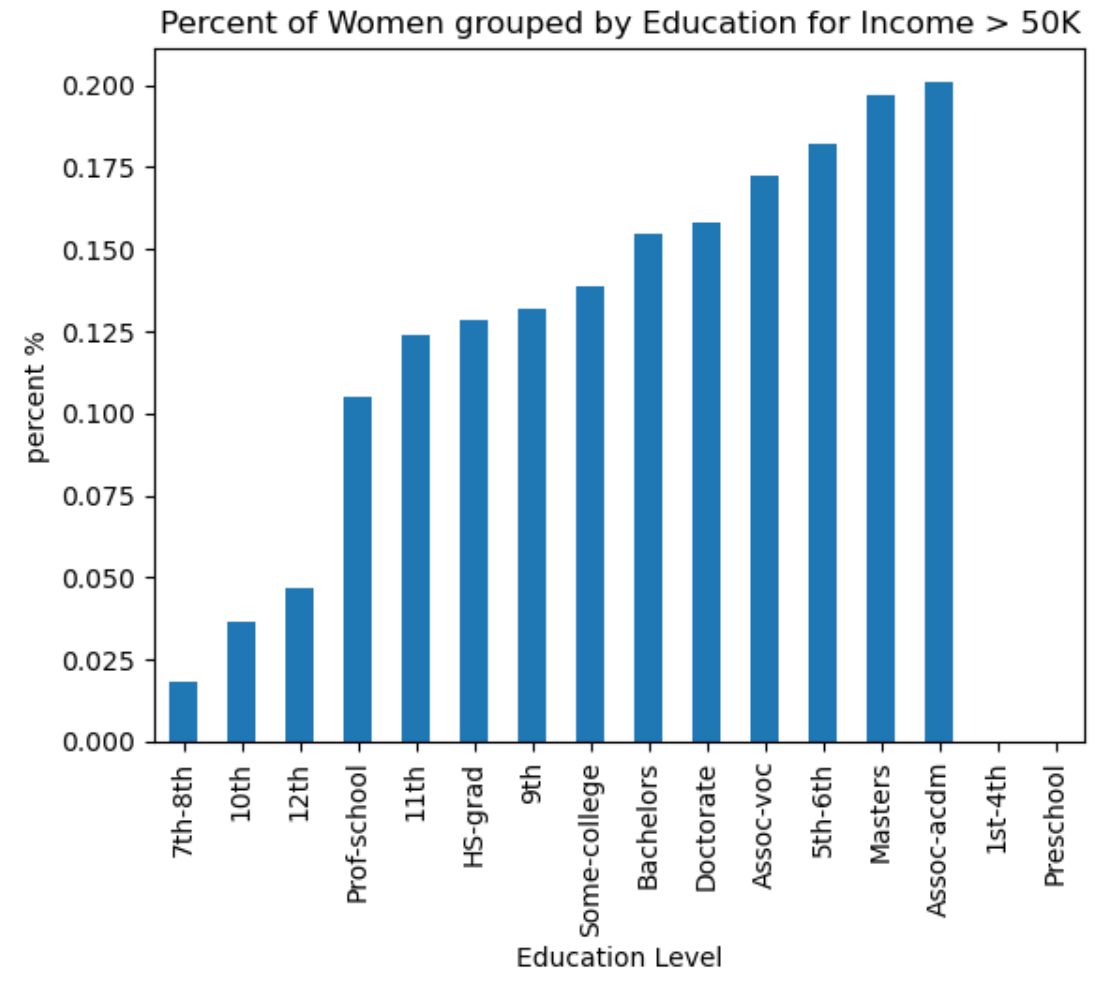 Percent of Women grouped by Education for Income > 50K
percent %
0.200
0.175
0.150
0.125
0.100
0.075
0.050
0.025
0.000
7th-8th
10th
12th
Prof-school
11th
HS-grad
9th
Some-college
Bachelors
Doctorate
Assoc-voc
5th-6th
Masters
Assoc-acdm
1st-4th
Preschool
Education Level